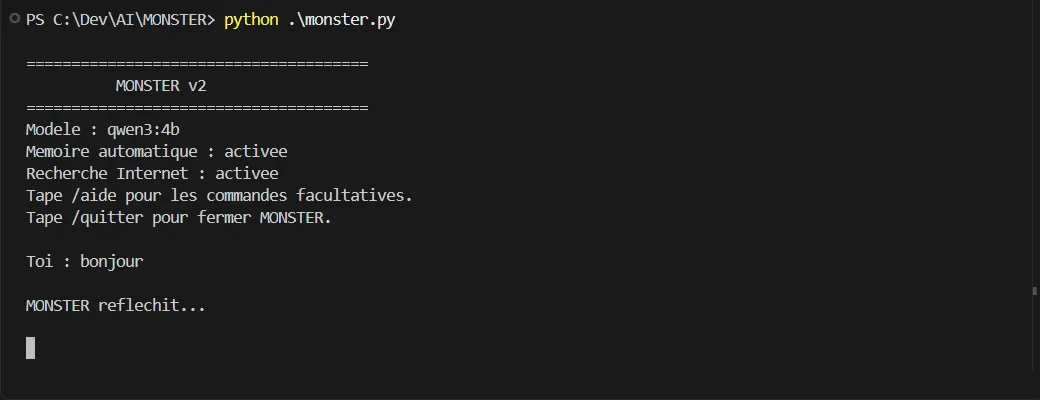 PS C:\Dev\AI\MONSTER> python .\monster.py
======================================
MONSTER v2
======================================
Modele : qwen3:4b
Memoire automatique : activee
Recherche Internet : activee
Tape /aide pour les commandes facultatives.
Tape /quitter pour fermer MONSTER.
Toi : bonjour
MONSTER reflechit...